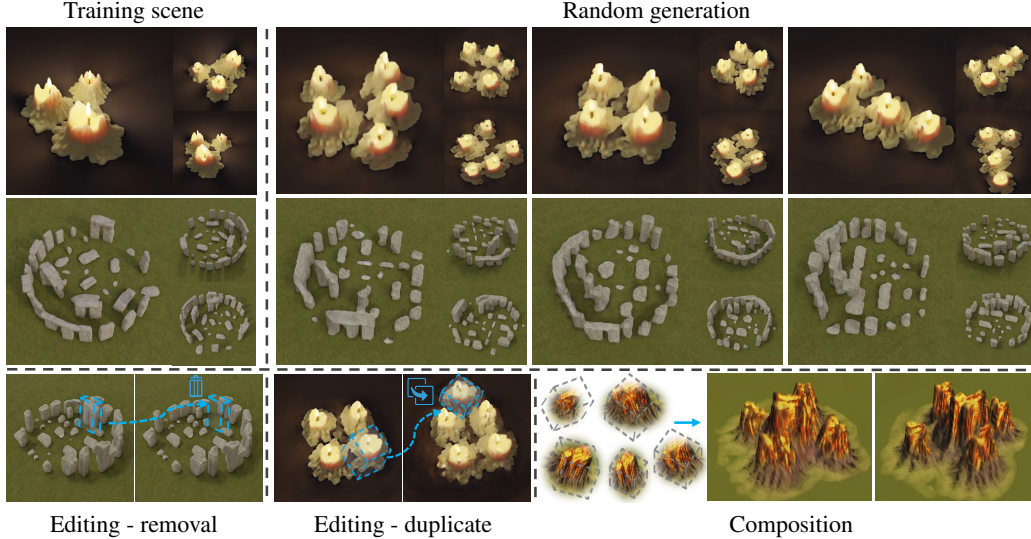 Training scene
Random generation
Editing - removal
Editing - duplicate
Composition